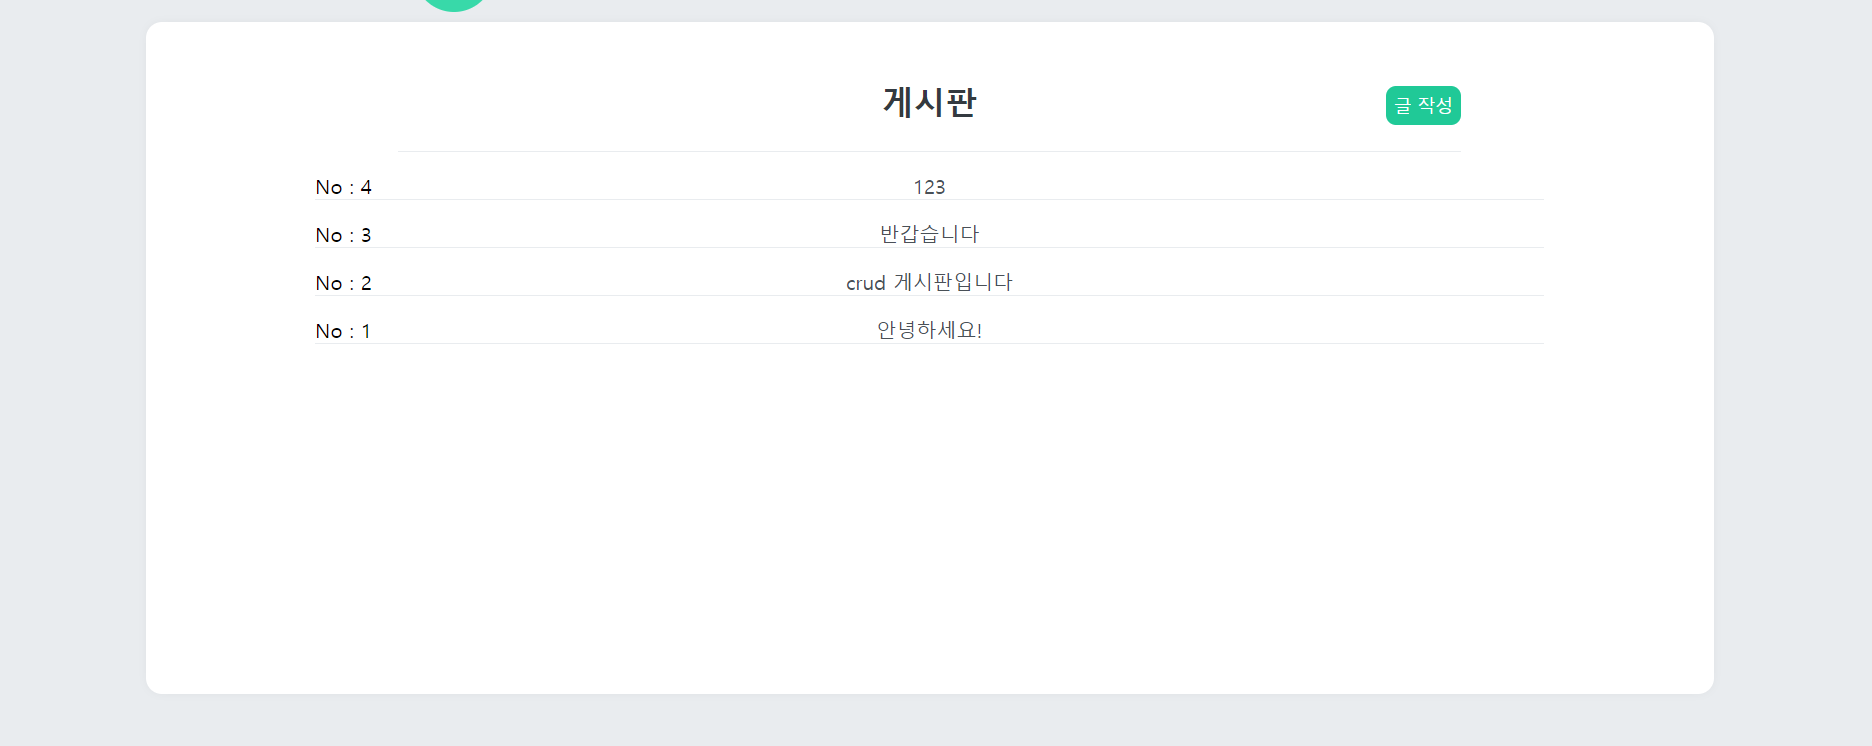 게시판
글 작성
No : 4 123
No : 3 반갑습니다
No : 2 crud 게시판입니다
No : 1 안녕하세요!